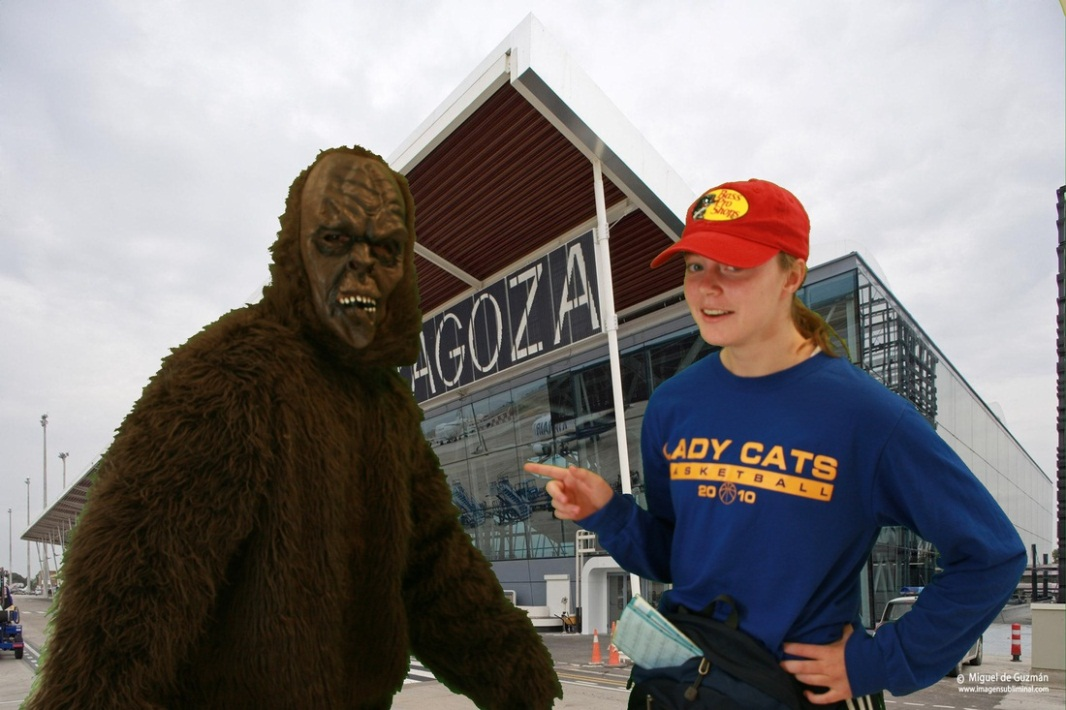 AGOZA
Bass
Pro
Shops
LADY CATS
BASKETBALL
2010
© Miguel de Guzmán
www.imagensubliminal.com